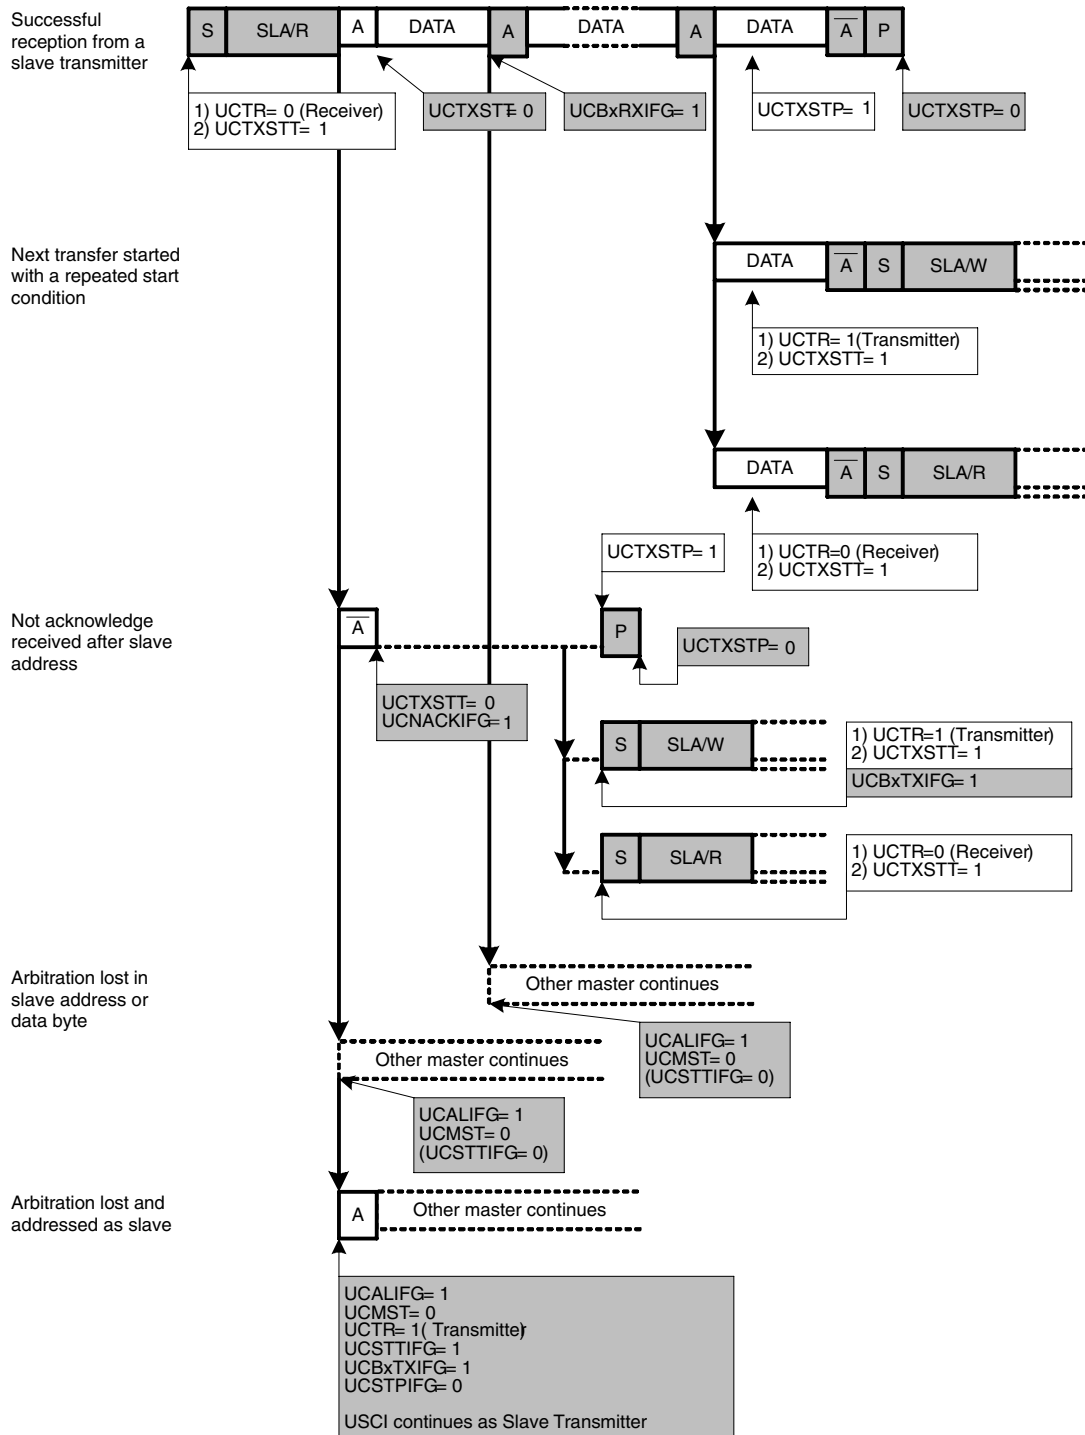 Successful
reception from a
slave transmitter
S SLA/R A DATA A DATA A DATA A P
1) UCTR= 0 (Receiver)
2) UCTXSTT= 1
UCTXSTT= 0
UCBxRXIFG= 1
UCTXSTP= 1
UCTXSTP= 0
Next transfer started
with a repeated start
condition
DATA A S SLA/W
1) UCTR= 1(Transmitter)
2) UCTXSTT= 1
DATA A S SLA/R
1) UCTR=0 (Receiver)
2) UCTXSTT= 1
UCTXSTP= 1
Not acknowledge
received after slave
address
A
P
UCTXSTP= 0
UCTXSTT= 0
UCNACKIFG=1
S SLA/W
1) UCTR=1 (Transmitter)
2) UCTXSTT= 1
UCBxTXIFG= 1
S SLA/R
1) UCTR=0 (Receiver)
2) UCTXSTT= 1
Arbitration lost in
slave address or
data byte
Other master continues
UCALIFG= 1
UCMST= 0
(UCSTTIFG= 0)
Other master continues
UCALIFG= 1
UCMST= 0
(UCSTTIFG= 0)
Arbitration lost and
addressed as slave
A Other master continues
UCALIFG= 1
UCMST= 0
UCTR= 1( Transmitter)
UCSTTIFG= 1
UCBxTXIFG= 1
UCSTPIFG= 0
USCI continues as Slave Transmitter